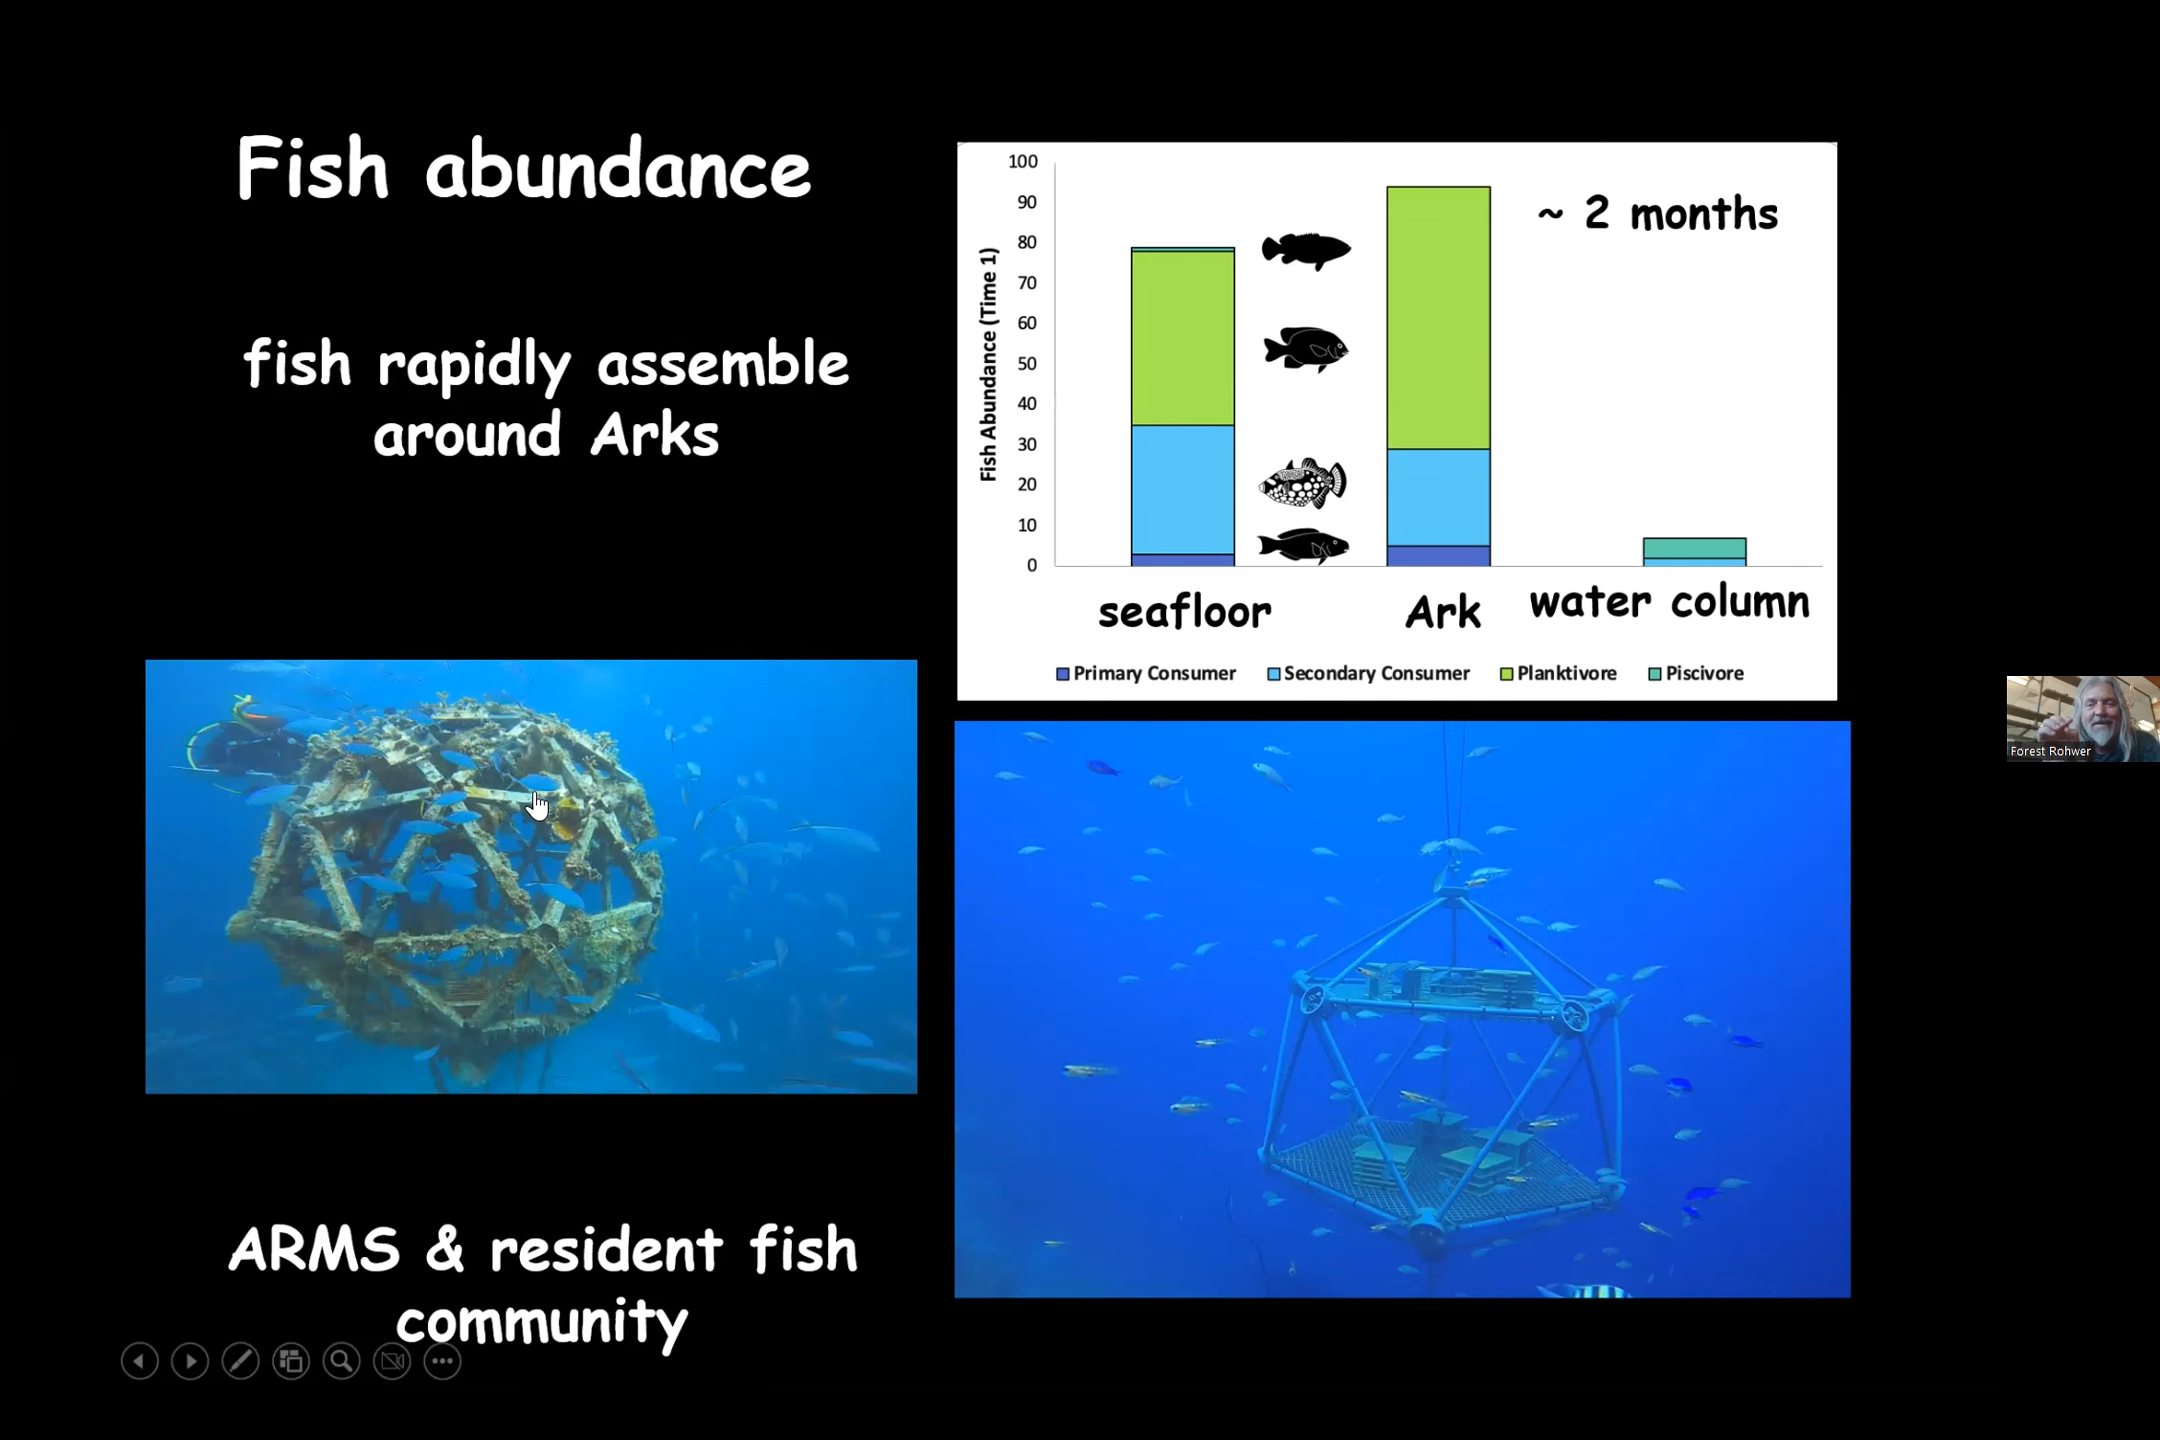 Fish abundance
fish rapidly assemble
around Arks
100
90
80
70
60
50
40
30
20
10
0
Fish Abundance (Time 1)
~ 2 months
seafloor
Ark
water column
Primary Consumer
Secondary Consumer
Planktivore
Piscivore
Forest Rohwer
ARMS & resident fish
community